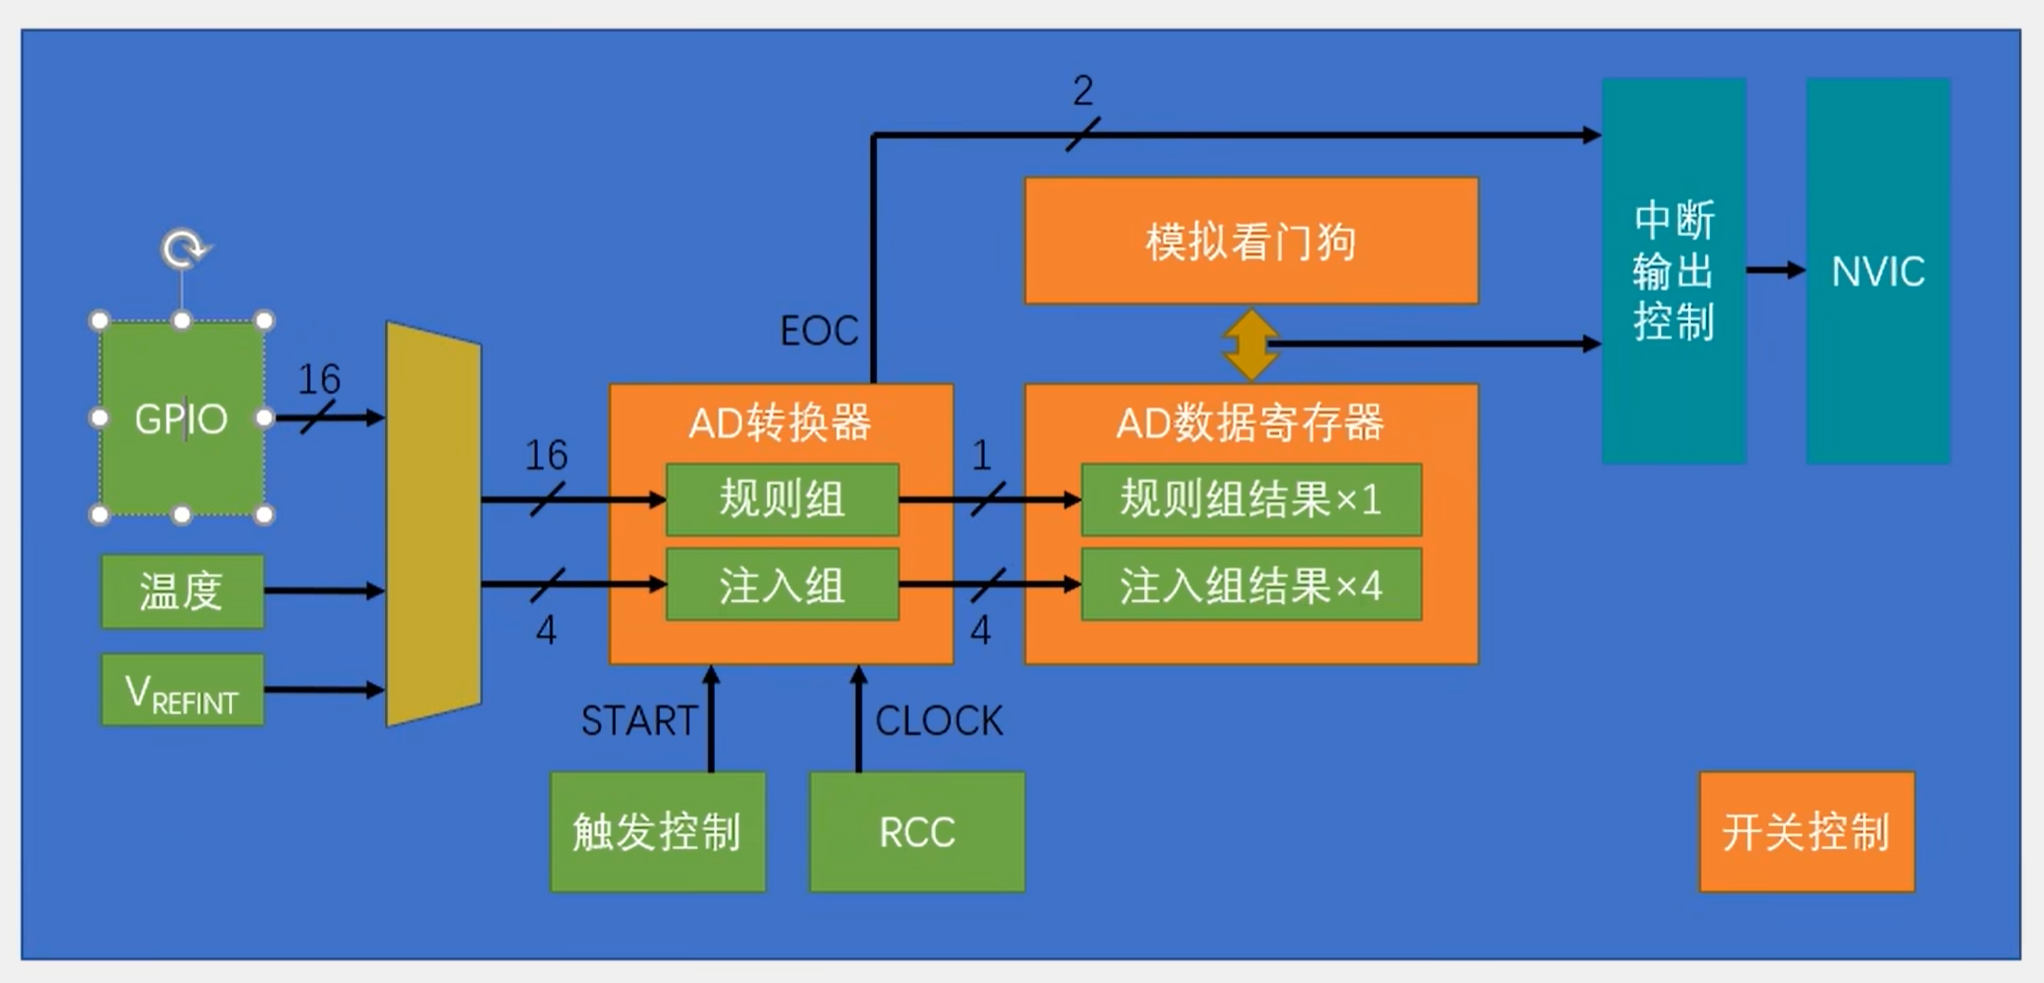 2
中断
输出
控制
NVIC
模拟看门狗
EOC
GPIO
16
AD转换器
AD数据寄存器
16
规则组
1
规则组结果×1
温度
4
注入组
4
注入组结果×4
VREFINT
START
CLOCK
触发控制
RCC
开关控制